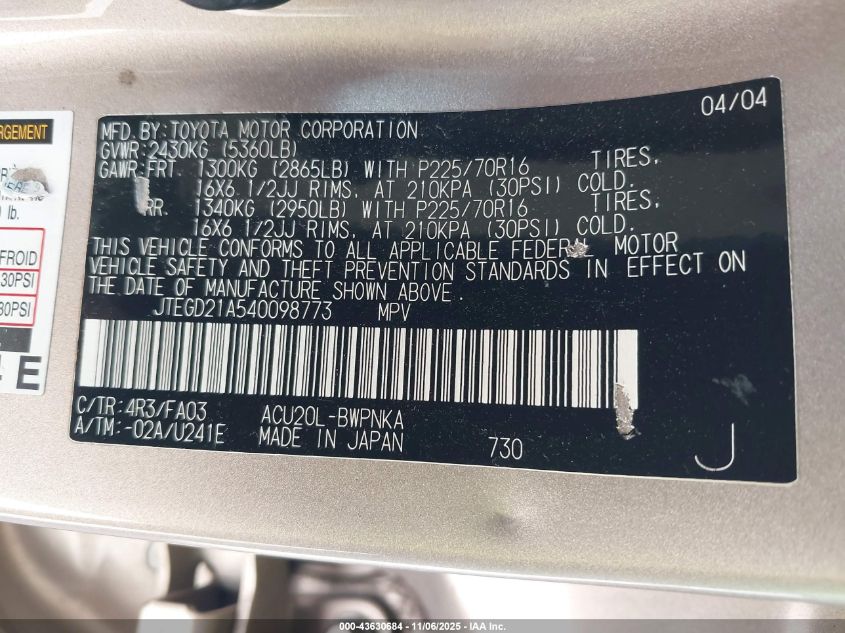 04/04
MFD. BY: TOYOTA MOTOR CORPORATION
GVWR: 2430KG (5360LB)
GAWR: FRT. 1300KG (2865LB) WITH P225/70R16 TIRES,
16X6 1/2JJ RIMS, AT 210KPA (30PSI) COLD.
RR. 1340KG (2950LB) WITH P225/70R16 TIRES,
16X6 1/2JJ RIMS, AT 210KPA (30PSI) COLD.
THIS VEHICLE CONFORMS TO ALL APPLICABLE FEDERAL MOTOR
VEHICLE SAFETY AND THEFT PREVENTION STANDARDS IN EFFECT ON
THE DATE OF MANUFACTURE SHOWN ABOVE.
JTEGD21A540098773 MPV
C/TR: 4R3/FA03 ACU20L-BWPNKA
A/TM: -02A/U241E MADE IN JAPAN 730 J
lb.
FROID
30PSI
30PSI
E
000-43630684 - 11/06/2025 - IAA Inc.